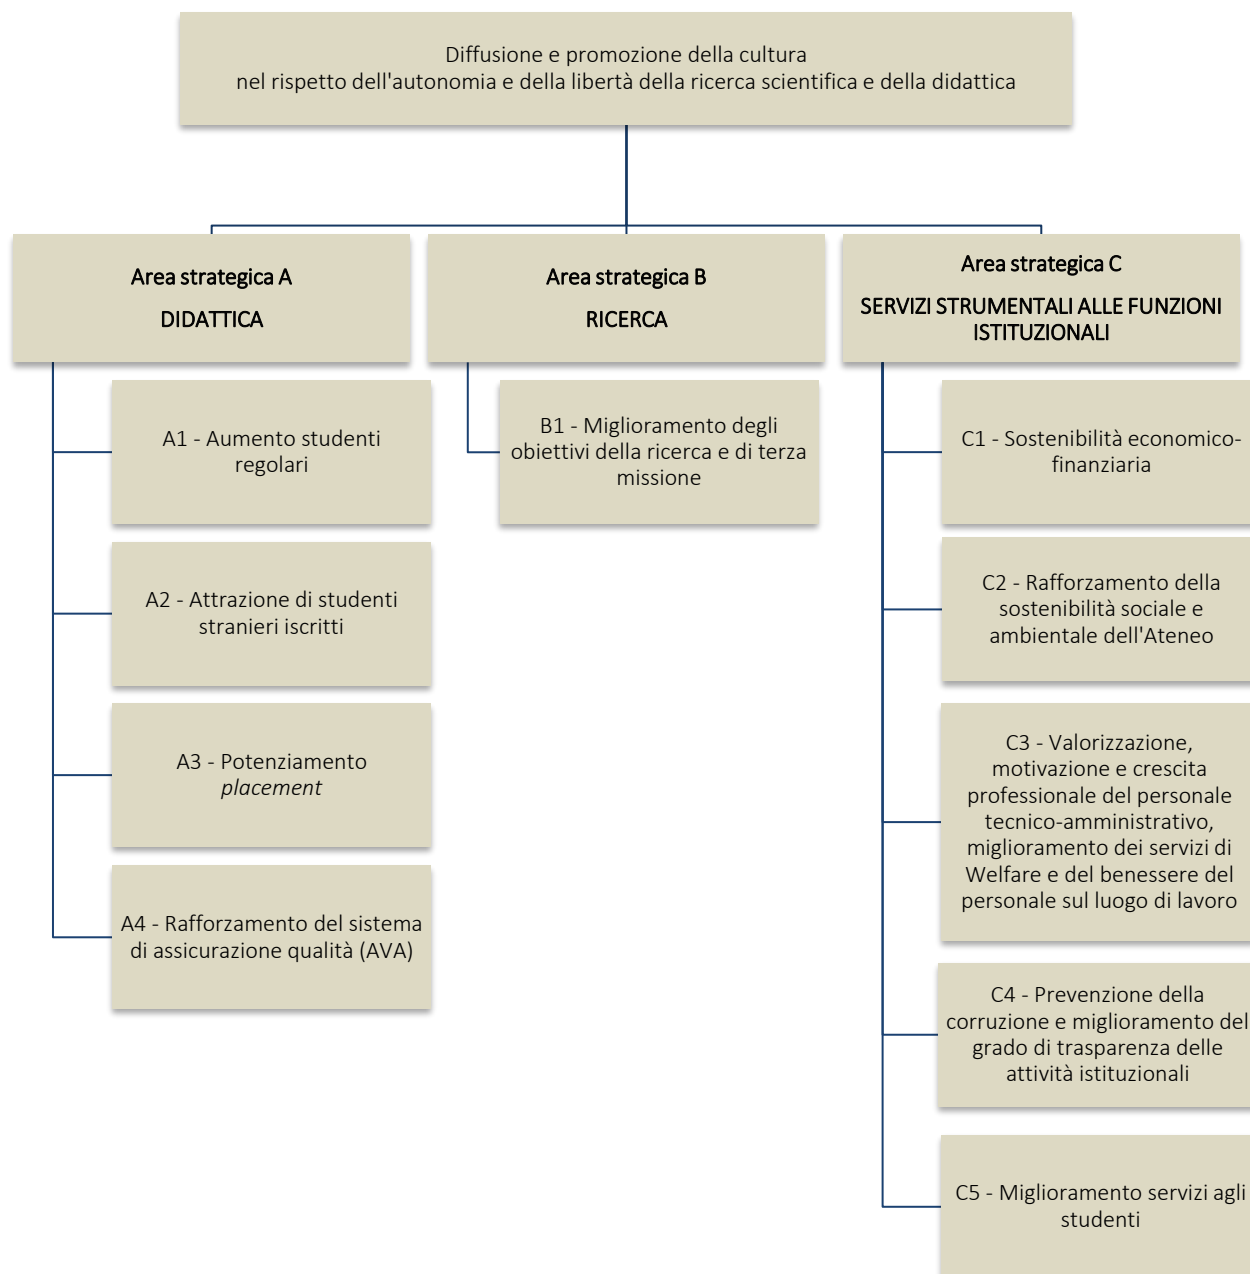 Diffusione e promozione della cultura
nel rispetto dell'autonomia e della libertà della ricerca scientifica e della didattica
Area strategica A
DIDATTICA
A1 - Aumento studenti
regolari
A2 - Attrazione di studenti
stranieri iscritti
A3 - Potenziamento
placement
A4 - Rafforzamento del sistema
di assicurazione qualità (AVA)
Area strategica B
RICERCA
B1 - Miglioramento degli
obiettivi della ricerca e di terza
missione
Area strategica C
SERVIZI STRUMENTALI ALLE FUNZIONI
ISTITUZIONALI
C1 - Sostenibilità economico-
finanziaria
C2 - Rafforzamento della
sostenibilità sociale e
ambientale dell'Ateneo
C3 - Valorizzazione,
motivazione e crescita
professionale del personale
tecnico-amministrativo,
miglioramento dei servizi di
Welfare e del benessere del
personale sul luogo di lavoro
C4 - Prevenzione della
corruzione e miglioramento del
grado di trasparenza delle
attività istituzionali
C5 - Miglioramento servizi agli
studenti